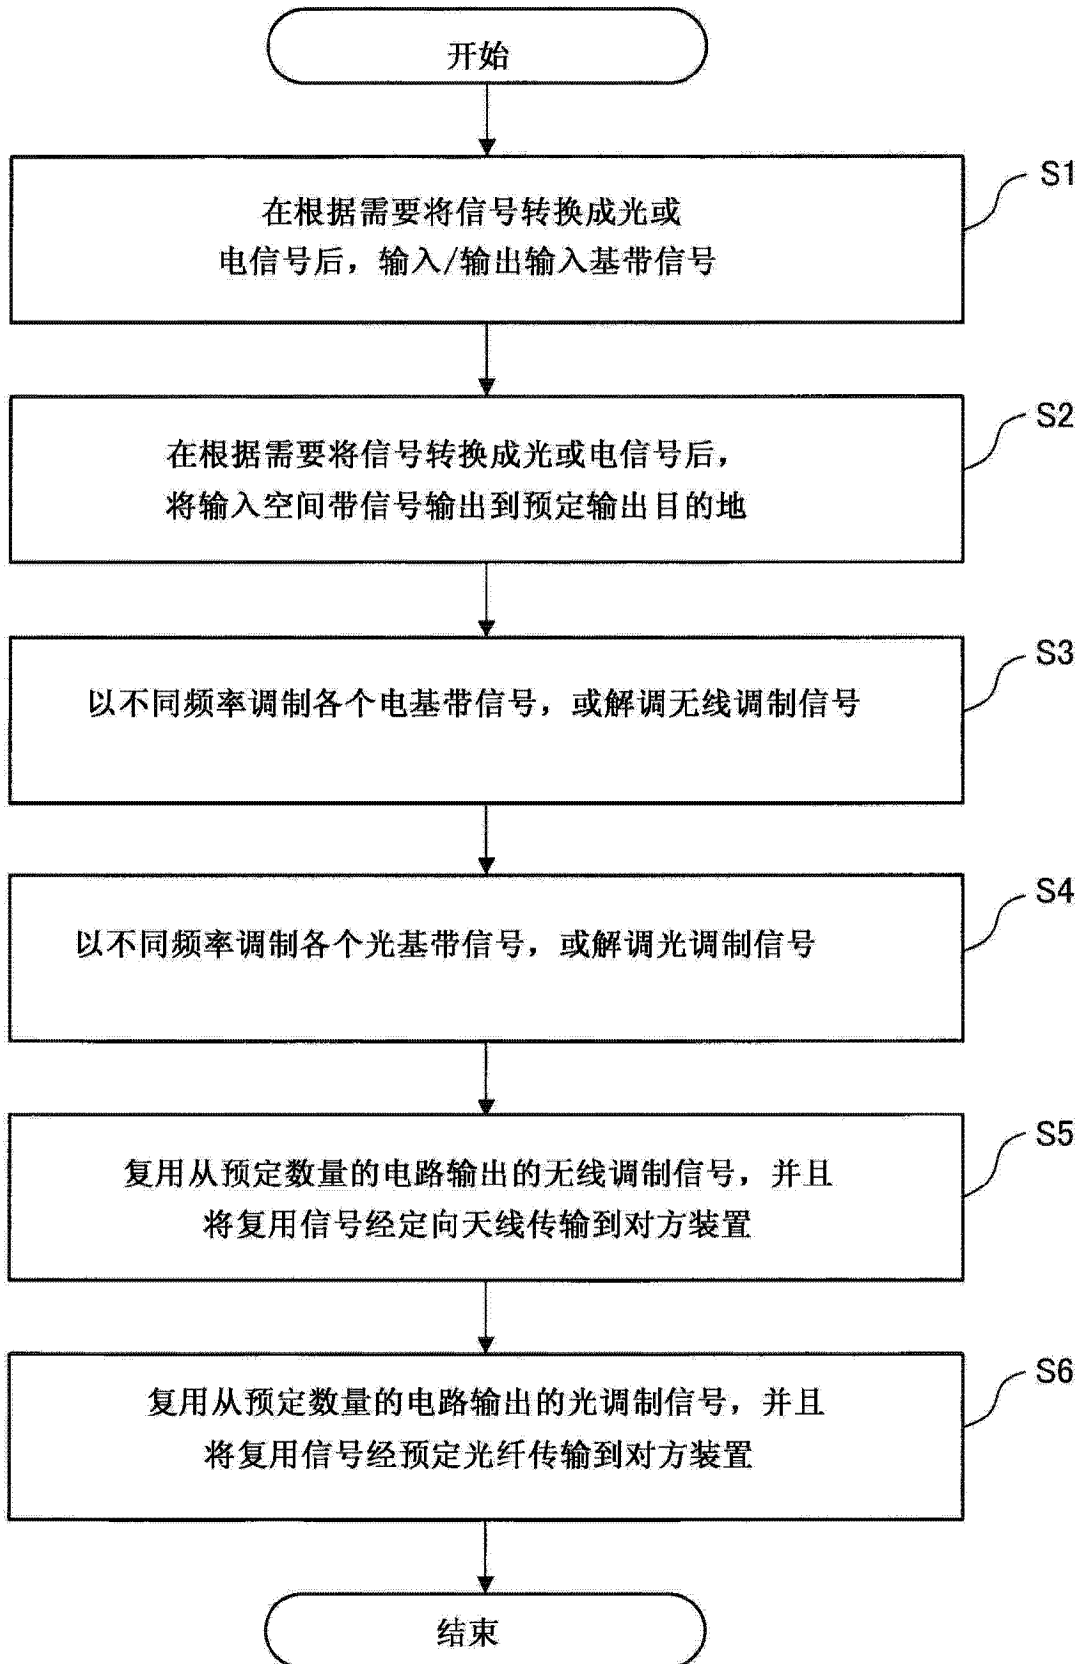 开始
S1
在根据需要将信号转换成光或
电信号后，输入/输出输入基带信号
S2
在根据需要将信号转换成光或电信号后，
将输入空间带信号输出到预定输出目的地
S3
以不同频率调制各个电基带信号，或解调无线调制信号
S4
以不同频率调制各个光基带信号，或解调光调制信号
S5
复用从预定数量的电路输出的无线调制信号，并且
将复用信号经定向天线传输到对方装置
S6
复用从预定数量的电路输出的光调制信号，并且
将复用信号经预定光纤传输到对方装置
结束